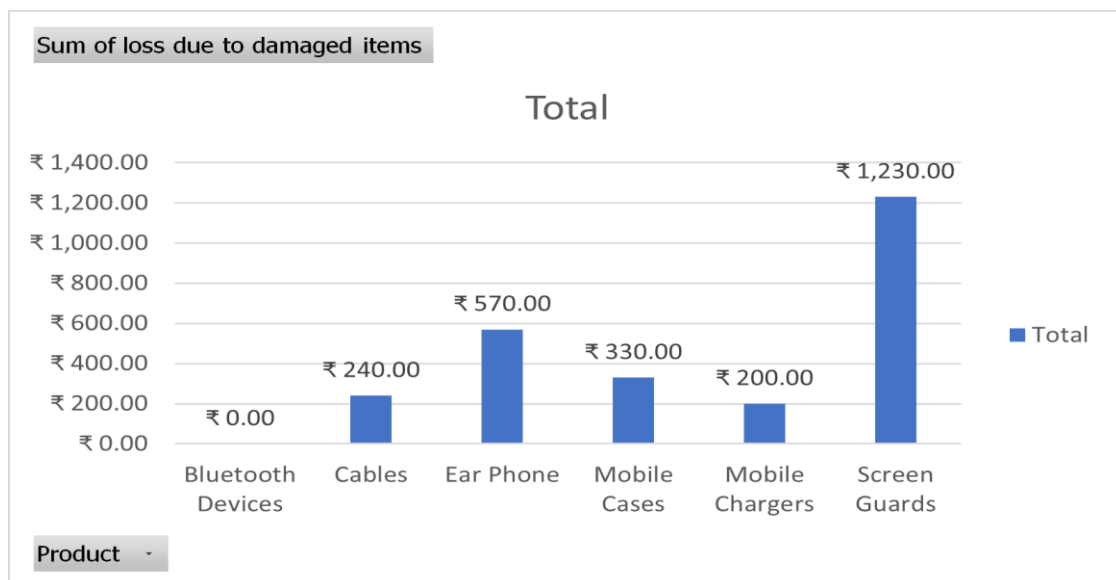 Sum of loss due to damaged items
Total
₹ 1,400.00
₹ 1,200.00
₹ 1,000.00
₹ 800.00
₹ 600.00
₹ 400.00
₹ 200.00
₹ 0.00
₹ 0.00
₹ 240.00
₹ 570.00
₹ 330.00
₹ 200.00
₹ 1,230.00
Bluetooth
Devices
Cables
Ear Phone
Mobile
Cases
Mobile
Chargers
Screen
Guards
Total
Product